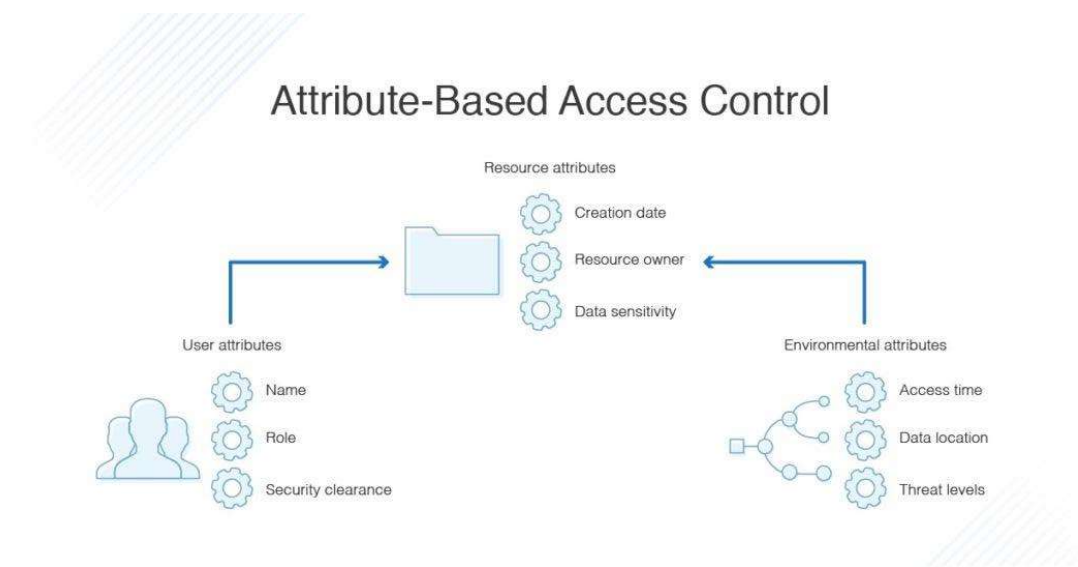 Attribute-Based Access Control
Resource attributes
Creation date
Resource owner
Data sensitivity
User attributes
Name
Role
Security clearance
Environmental attributes
Access time
Data location
Threat levels